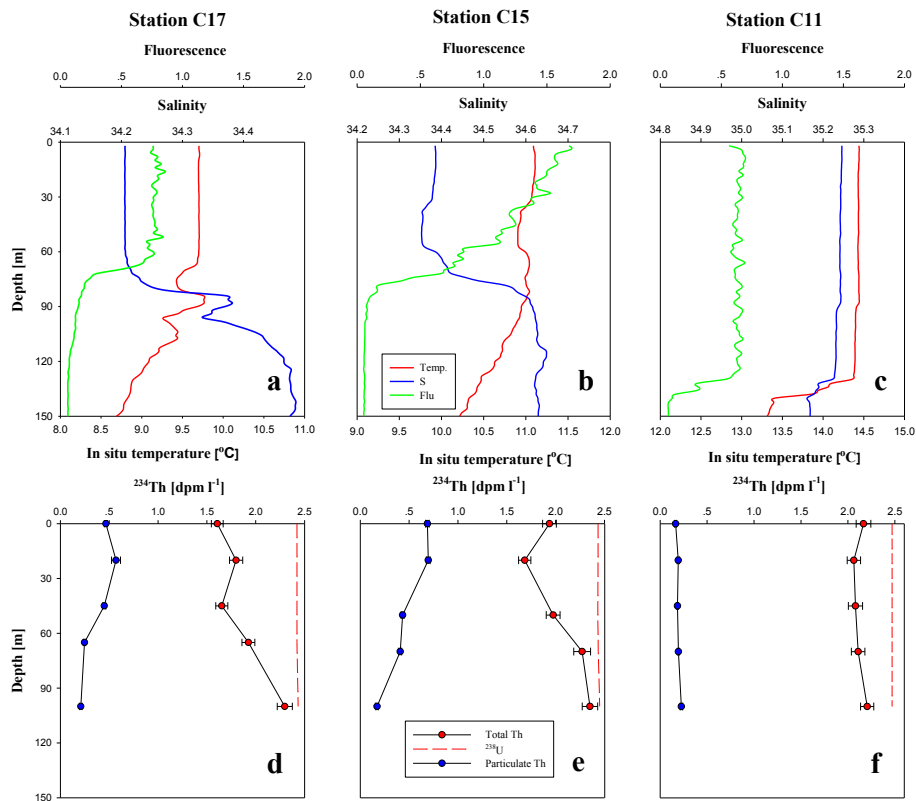 Station C17
Station C15
Station C11
Fluorescence
Fluorescence
Fluorescence
0.0 .5 1.0 1.5 2.0
0.0 .5 1.0 1.5 2.0
0.0 .5 1.0 1.5 2.0
Salinity
Salinity
Salinity
34.1 34.2 34.3 34.4
34.2 34.3 34.4 34.5 34.6 34.7
34.8 34.9 35.0 35.1 35.2 35.3
0
30
60
90
120
150
Depth [m]
Temp.
S
Flu
a
b
c
8.0 8.5 9.0 9.5 10.0 10.5 11.0
9.0 9.5 10.0 10.5 11.0 11.5 12.0
12.0 12.5 13.0 13.5 14.0 14.5 15.0
In situ temperature [°C]
In situ temperature [°C]
In situ temperature [°C]
²³⁴Th [dpm l⁻¹]
²³⁴Th [dpm l⁻¹]
²³⁴Th [dpm l⁻¹]
0.0 .5 1.0 1.5 2.0 2.5
0.0 .5 1.0 1.5 2.0 2.5
0.0 .5 1.0 1.5 2.0 2.5
0
30
60
90
120
150
Depth [m]
Total Th
²³⁸U
Particulate Th
d
e
f